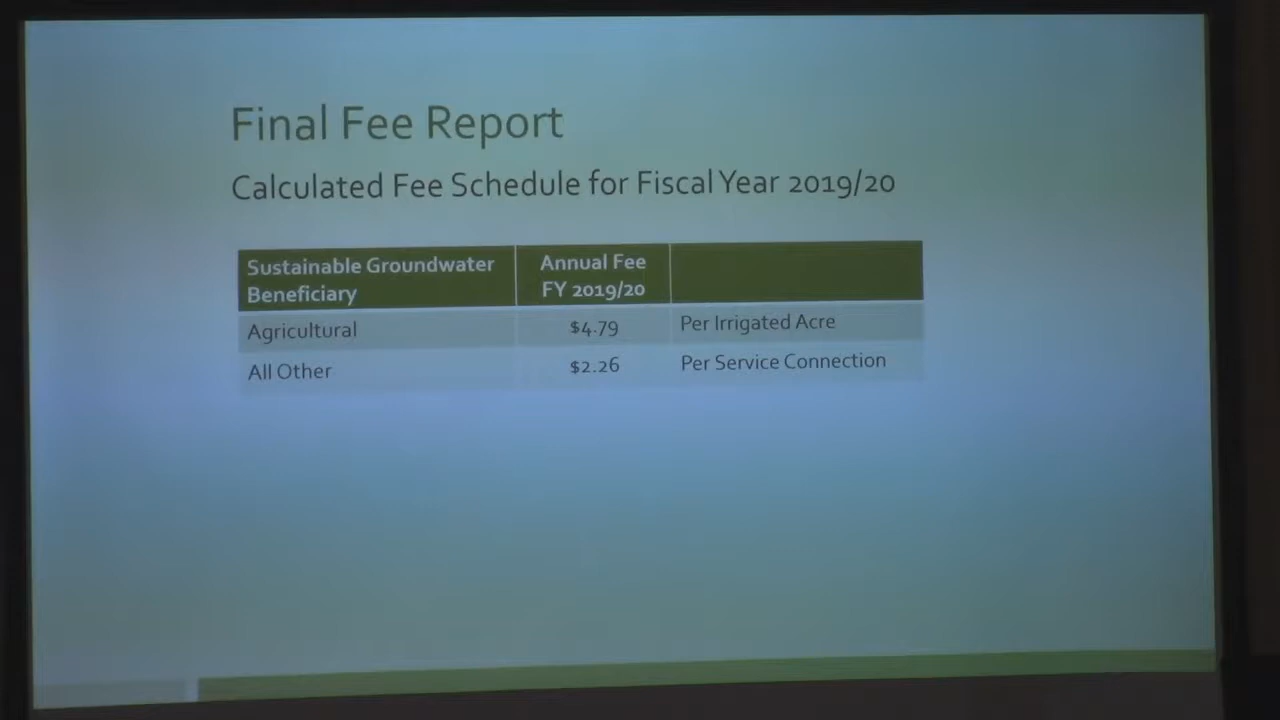 Final Fee Report
Calculated Fee Schedule for Fiscal Year 2019/20
Sustainable Groundwater Beneficiary
Annual Fee FY 2019/20
Agricultural $4.79 Per Irrigated Acre
All Other $2.26 Per Service Connection